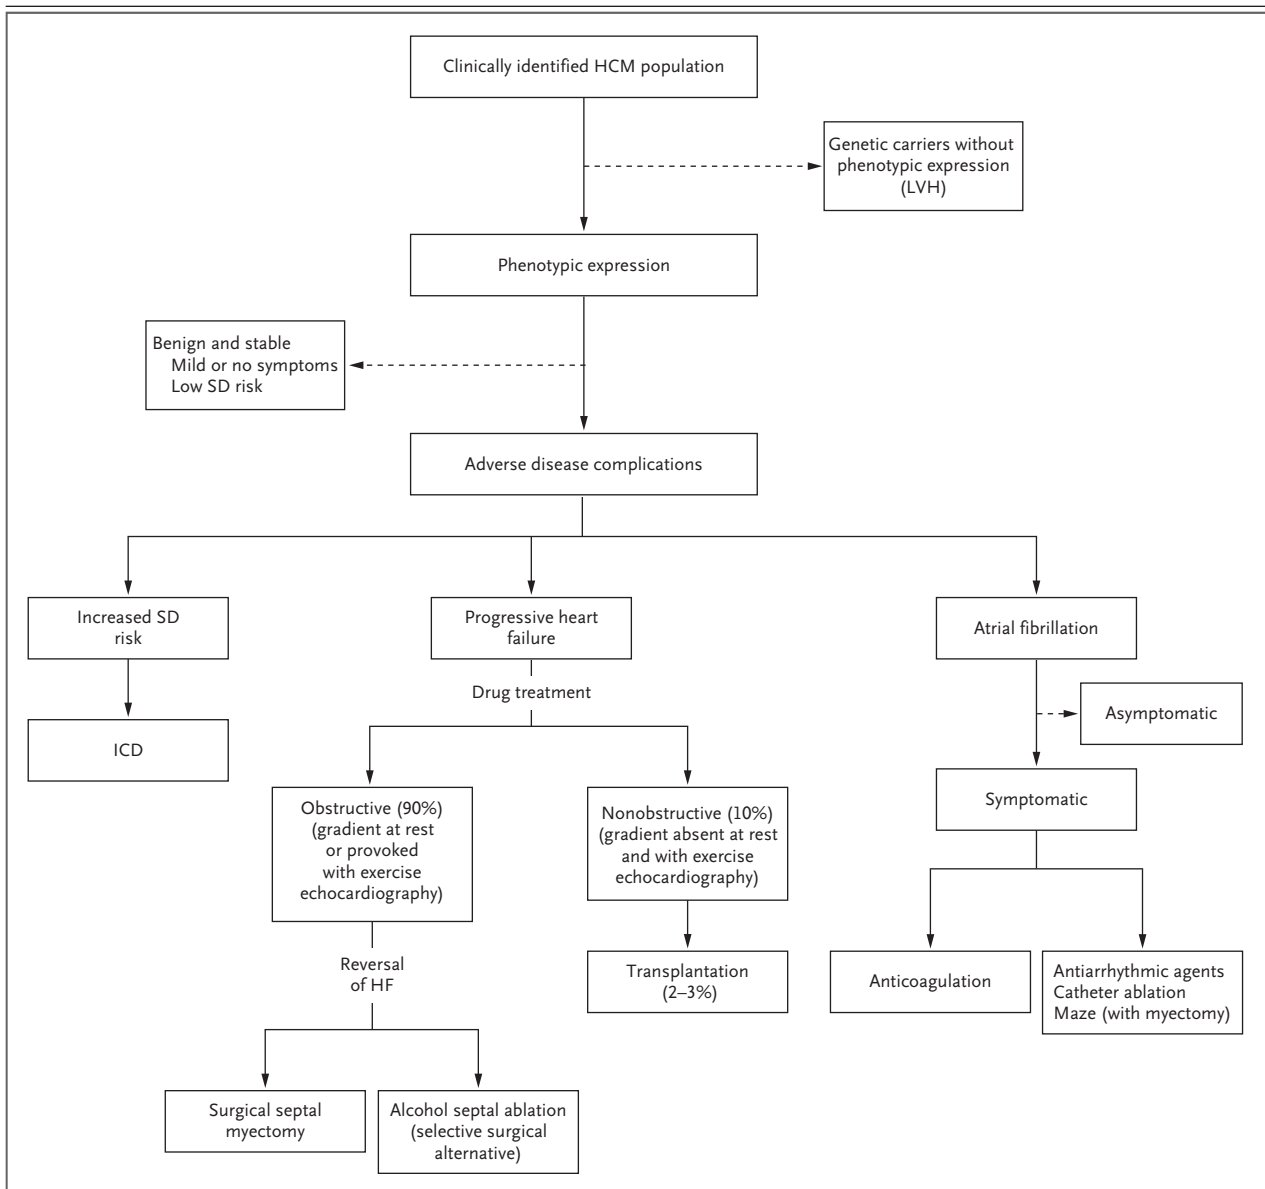 Clinically identified HCM population
Genetic carriers without
phenotypic expression
(LVH)
Phenotypic expression
Benign and stable
Mild or no symptoms
Low SD risk
Adverse disease complications
Increased SD
risk
Progressive heart
failure
Atrial fibrillation
Drug treatment
Asymptomatic
ICD
Symptomatic
Obstructive (90%)
(gradient at rest
or provoked
with exercise
echocardiography)
Nonobstructive (10%)
(gradient absent at rest
and with exercise
echocardiography)
Reversal
of HF
Transplantation
(2–3%)
Anticoagulation
Antiarrhythmic agents
Catheter ablation
Maze (with myectomy)
Surgical septal
myectomy
Alcohol septal ablation
(selective surgical
alternative)